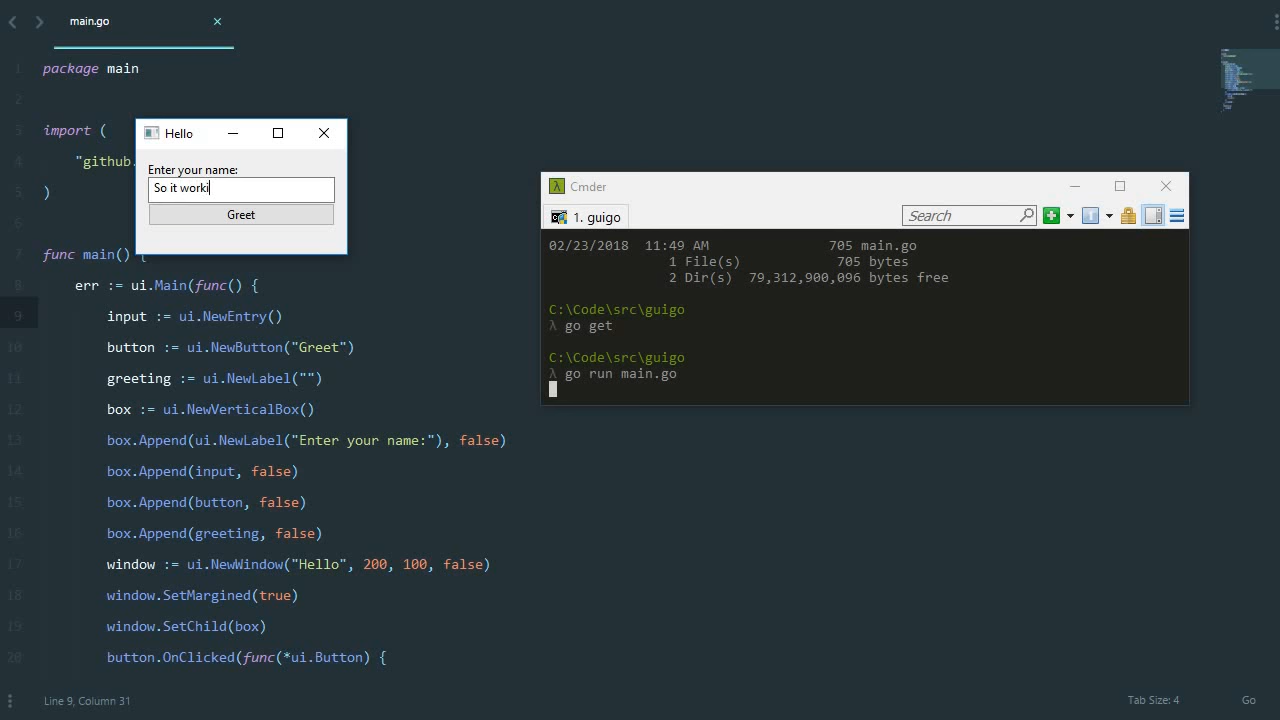 main.go
1 package main
2
3 import (
4 "github.
5 )
6
7 func main() {
8 err := ui.Main(func() {
9 input := ui.NewEntry()
10 button := ui.NewButton("Greet")
11 greeting := ui.NewLabel("")
12 box := ui.NewVerticalBox()
13 box.Append(ui.NewLabel("Enter your name:"), false)
14 box.Append(input, false)
15 box.Append(button, false)
16 box.Append(greeting, false)
17 window := ui.NewWindow("Hello", 200, 100, false)
18 window.SetMargined(true)
19 window.SetChild(box)
20 button.OnClicked(func(*ui.Button) {
Hello
Enter your name:
So it worki
Greet
Cmder
1. guigo
Search
02/23/2018 11:49 AM 705 main.go
1 File(s) 705 bytes
2 Dir(s) 79,312,900,096 bytes free
C:\Code\src\guigo
λ go get
C:\Code\src\guigo
λ go run main.go
Line 9, Column 31
Tab Size: 4
Go